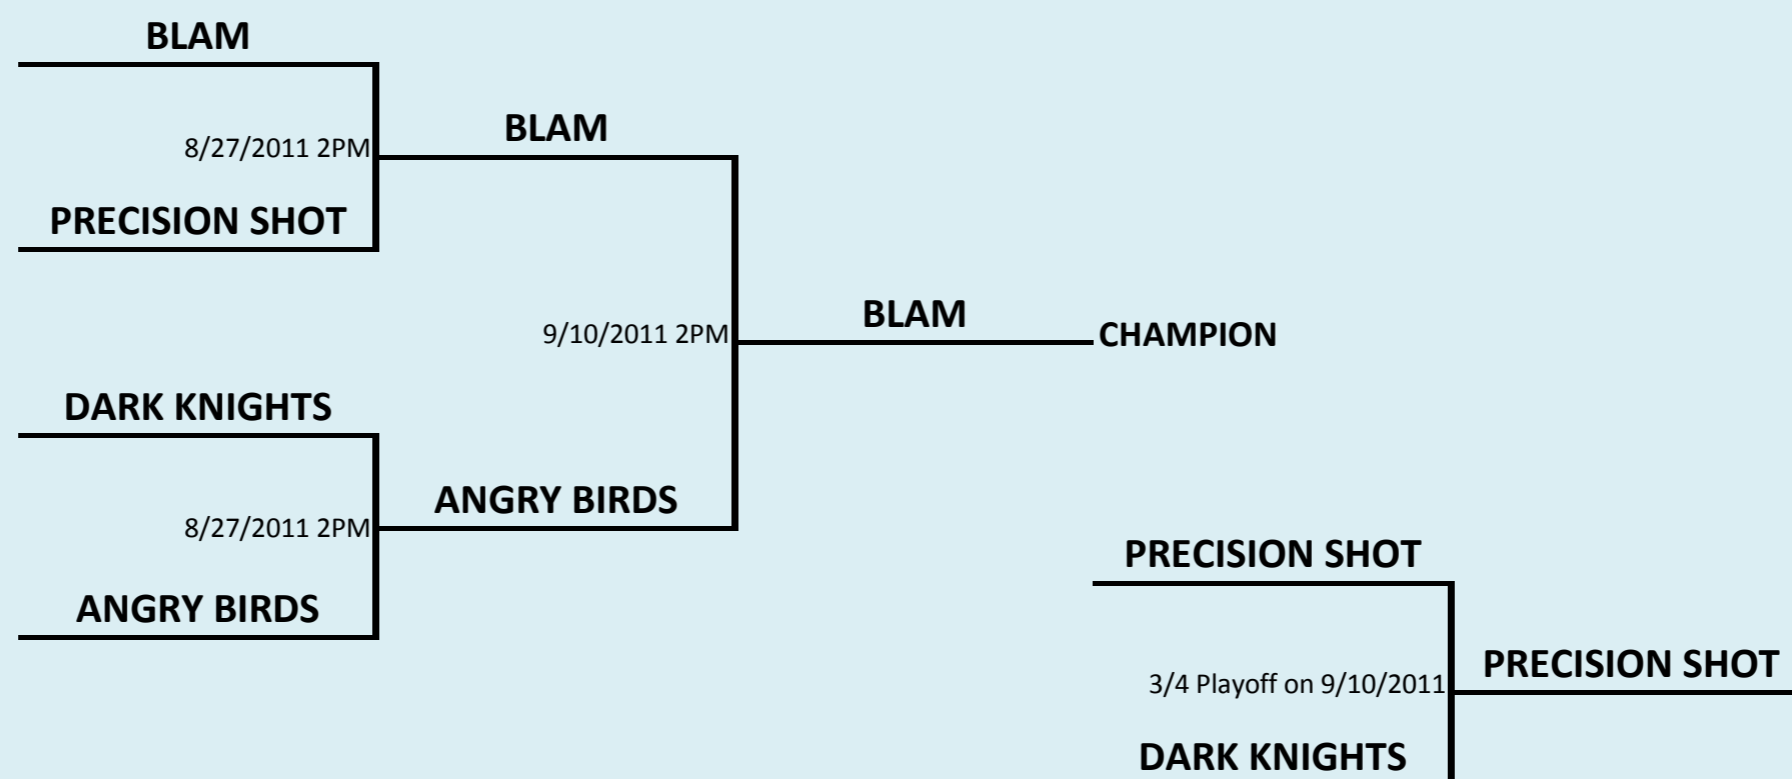 BLAM
8/27/2011 2PM
BLAM
PRECISION SHOT
9/10/2011 2PM
BLAM
CHAMPION
DARK KNIGHTS
8/27/2011 2PM
ANGRY BIRDS
ANGRY BIRDS
PRECISION SHOT
3/4 Playoff on 9/10/2011
PRECISION SHOT
DARK KNIGHTS